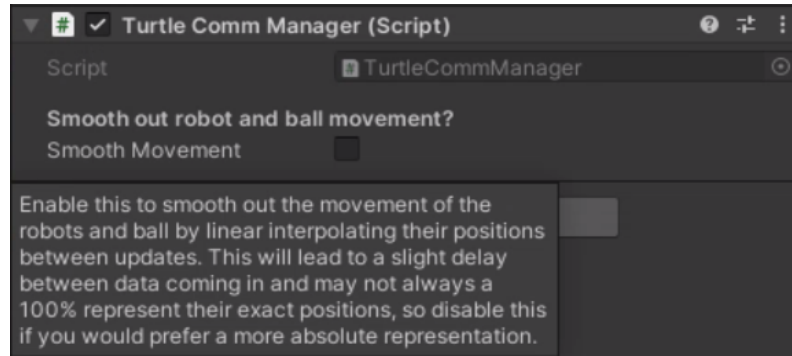 Turtle Comm Manager (Script)
Script
TurtleCommManager
Smooth out robot and ball movement?
Smooth Movement
Enable this to smooth out the movement of the
robots and ball by linear interpolating their positions
between updates. This will lead to a slight delay
between data coming in and may not always a
100% represent their exact positions, so disable this
if you would prefer a more absolute representation.